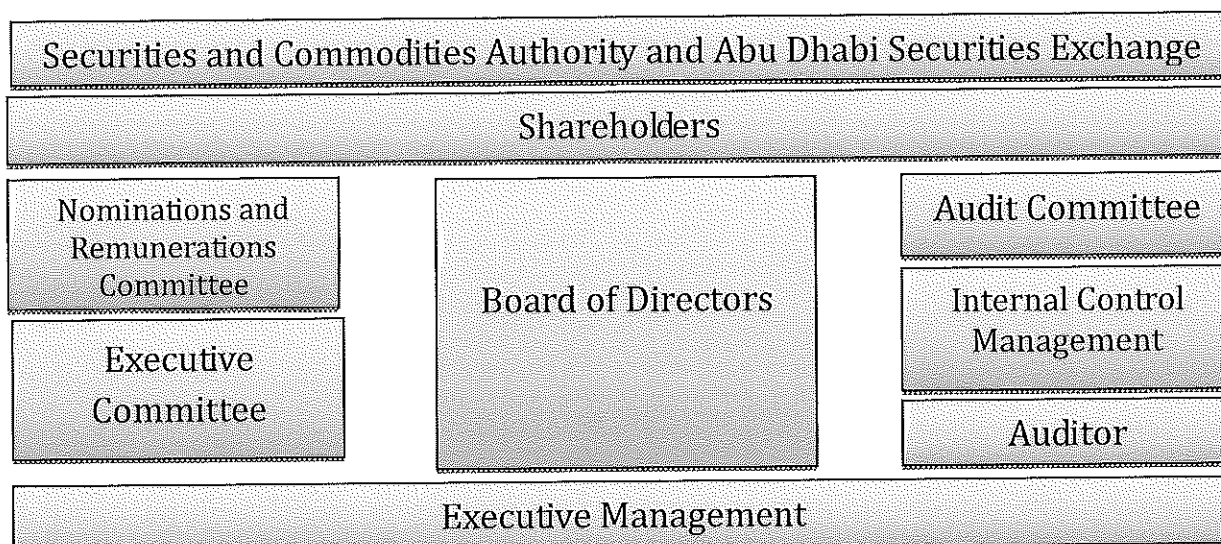 Securities and Commodities Authority and Abu Dhabi Securities Exchange
Shareholders
Nominations and
Remunerations
Committee
Executive
Committee
Board of Directors
Audit Committee
Internal Control
Management
Auditor
Executive Management